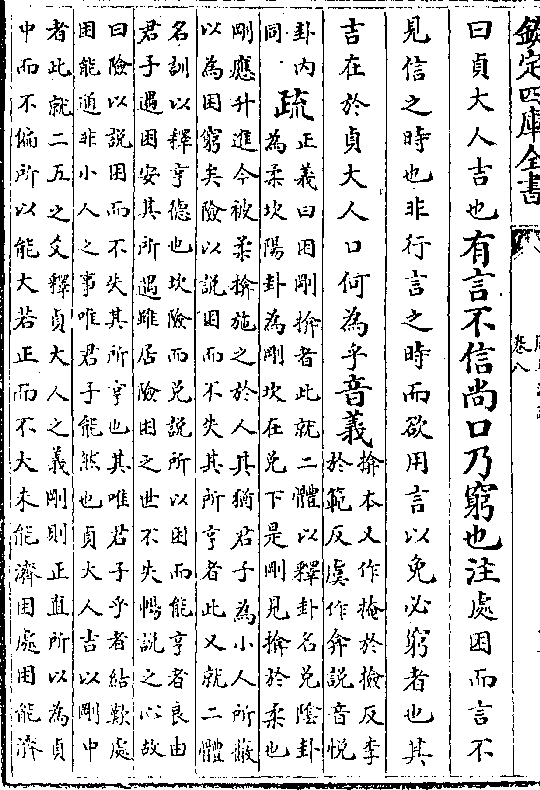 欽定四庫全書
卷八
曰貞大人吉也有言不信尚口乃窮也注處困而言不
見信之時也非行言之時而欲用言以免必窮者也其
吉在於貞大人口何為乎音義
揜本又作掩於檢反李
於範反虞作弇說音悅
卦内
同
疏
正義曰困剛揜者此就二體以釋卦名兌陰卦
為柔坎陽卦為剛坎在兌下是剛見揜於柔也
剛應升進今被柔揜施之於人其猶君子為小人所蔽
以為困窮矣險以說困而不失其所亨者此又就二體
名訓以釋亨德也坎險而兌說所以困而能亨者良由
君子遇困安其所遇雖居險困之世不失暢說之心故
曰險以說困而不失其所亨也其唯君子乎者結歎處
困能通非小人之事唯君子能然也貞大人吉以剛中
者此就二五之爻釋貞大人之義剛則正直所以為貞
中而不偏所以能大若正而不大未能濟困處困能濟